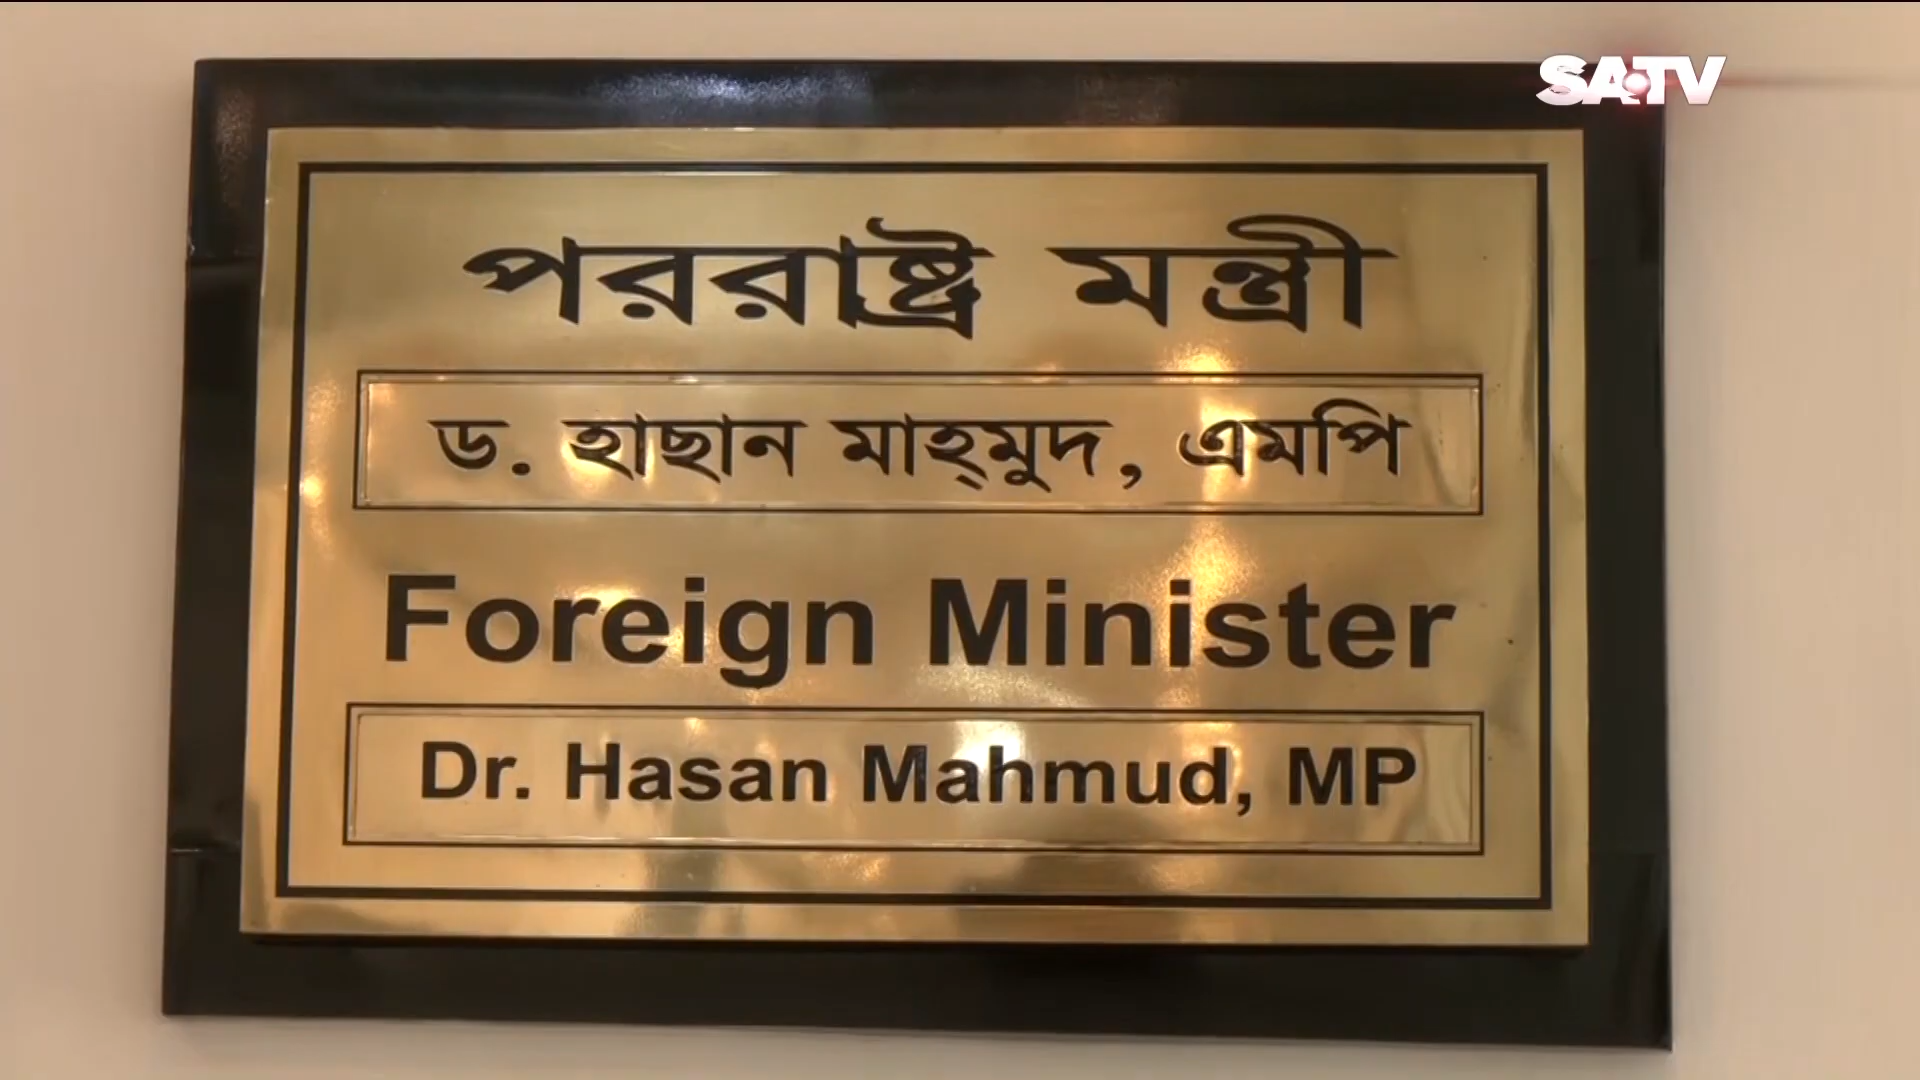 SATV
পররাষ্ট্র মন্ত্রী
ড. হাছান মাহ্‌মুদ, এমপি
Foreign Minister
Dr. Hasan Mahmud, MP